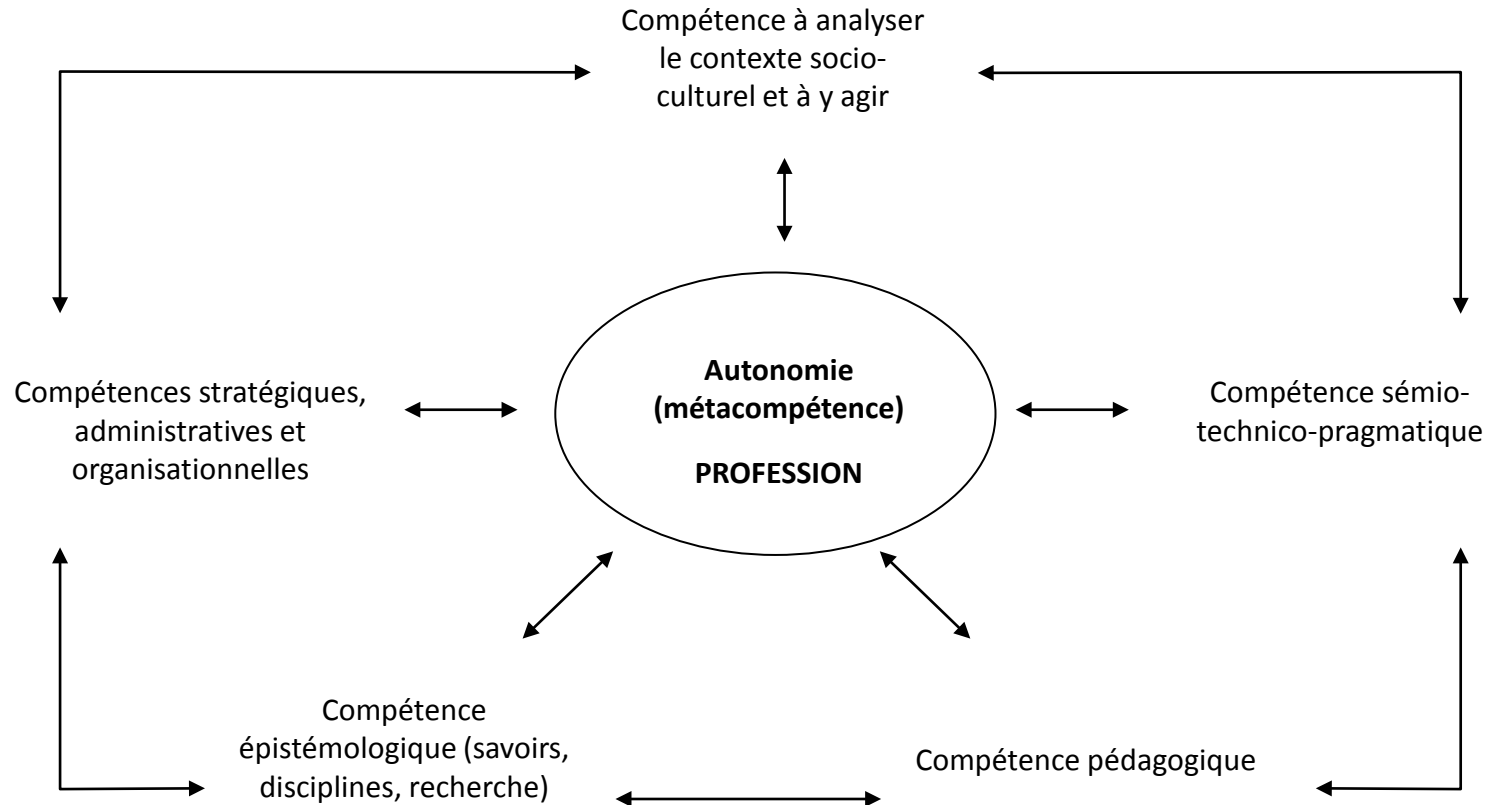 Compétence à analyser
le contexte socio-
culturel et à y agir
Compétences stratégiques,
administratives et
organisationnelles
Autonomie
(métacompétence)
PROFESSION
Compétence sémio-
technico-pragmatique
Compétence
épistémologique (savoirs,
disciplines, recherche)
Compétence pédagogique